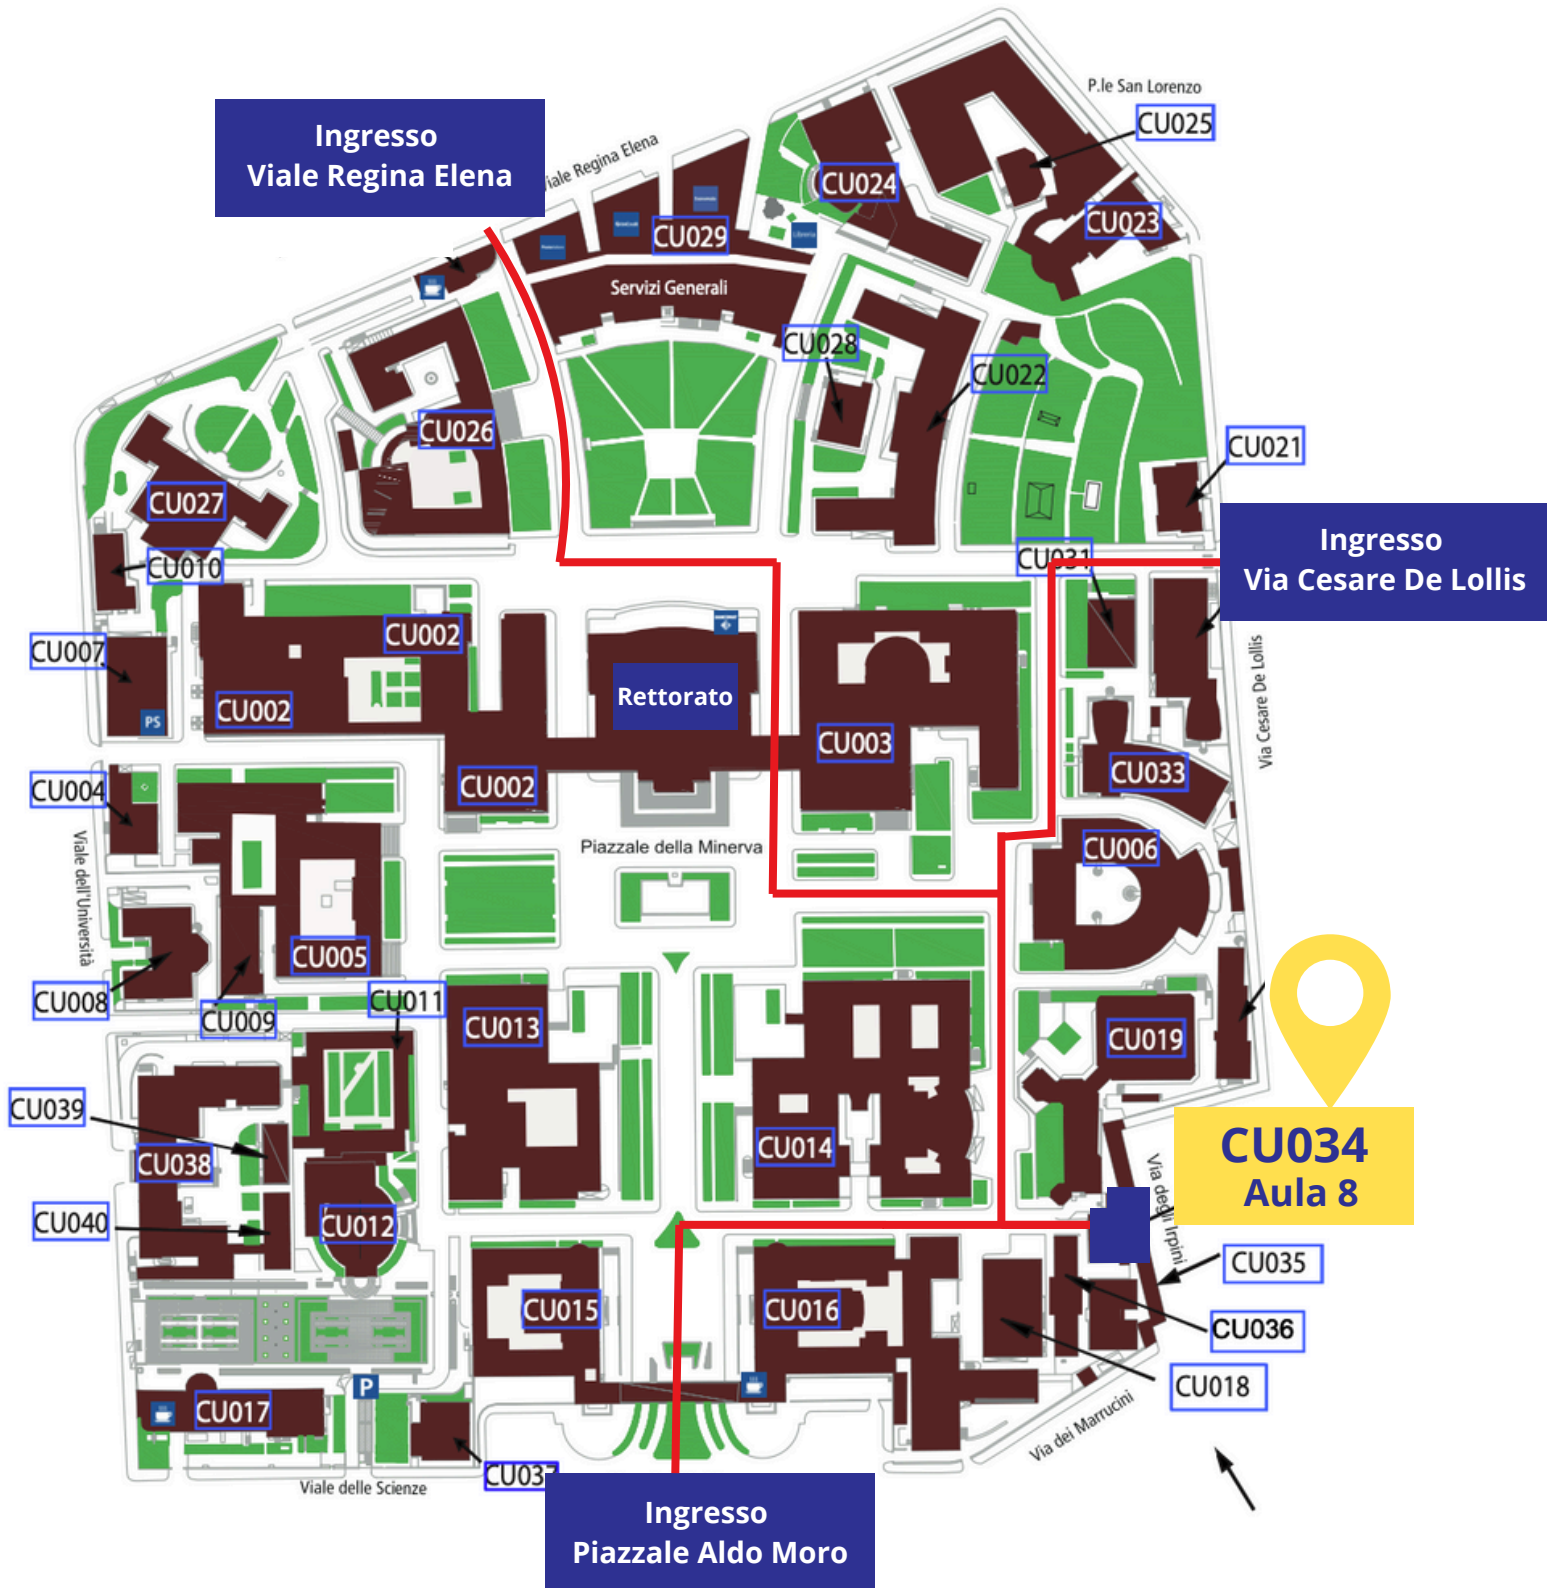 P.le San Lorenzo
CU025
Ingresso
Viale Regina Elena
Viale Regina Elena
CU024
CU023
CU029
Libreria
Servizi Generali
CU028
CU022
CU026
CU021
CU027
Ingresso
Via Cesare De Lollis
CU031
CU010
CU002
CU007
Rettorato
CU002
PS
CU003
Via Cesare De Lollis
CU033
CU004
CU002
Piazzale della Minerva
CU006
Viale dell'Università
CU005
CU008
CU011
CU009
CU013
CU019
CU039
CU014
CU038
CU034
Aula 8
Via degli Irpini
CU040
CU012
CU035
CU015
CU016
CU036
CU018
P
CU017
Via dei Marrucini
CU037
Viale delle Scienze
Ingresso
Piazzale Aldo Moro